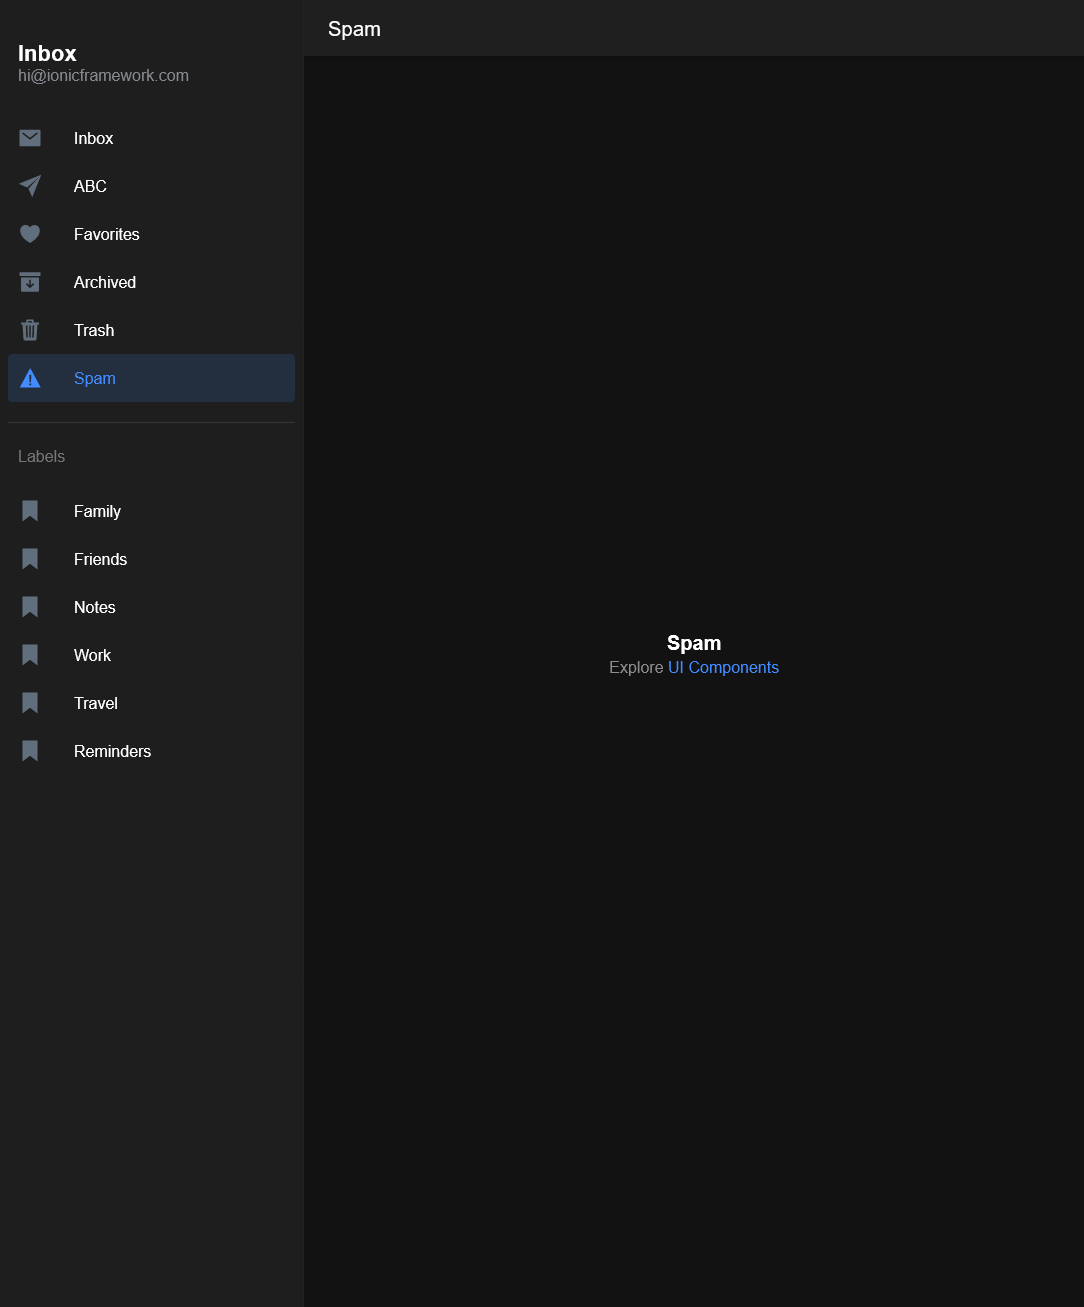 Inbox
hi@ionicframework.com
Inbox
ABC
Favorites
Archived
Trash
Spam
Labels
Family
Friends
Notes
Work
Travel
Reminders
Spam
Spam
Explore UI Components